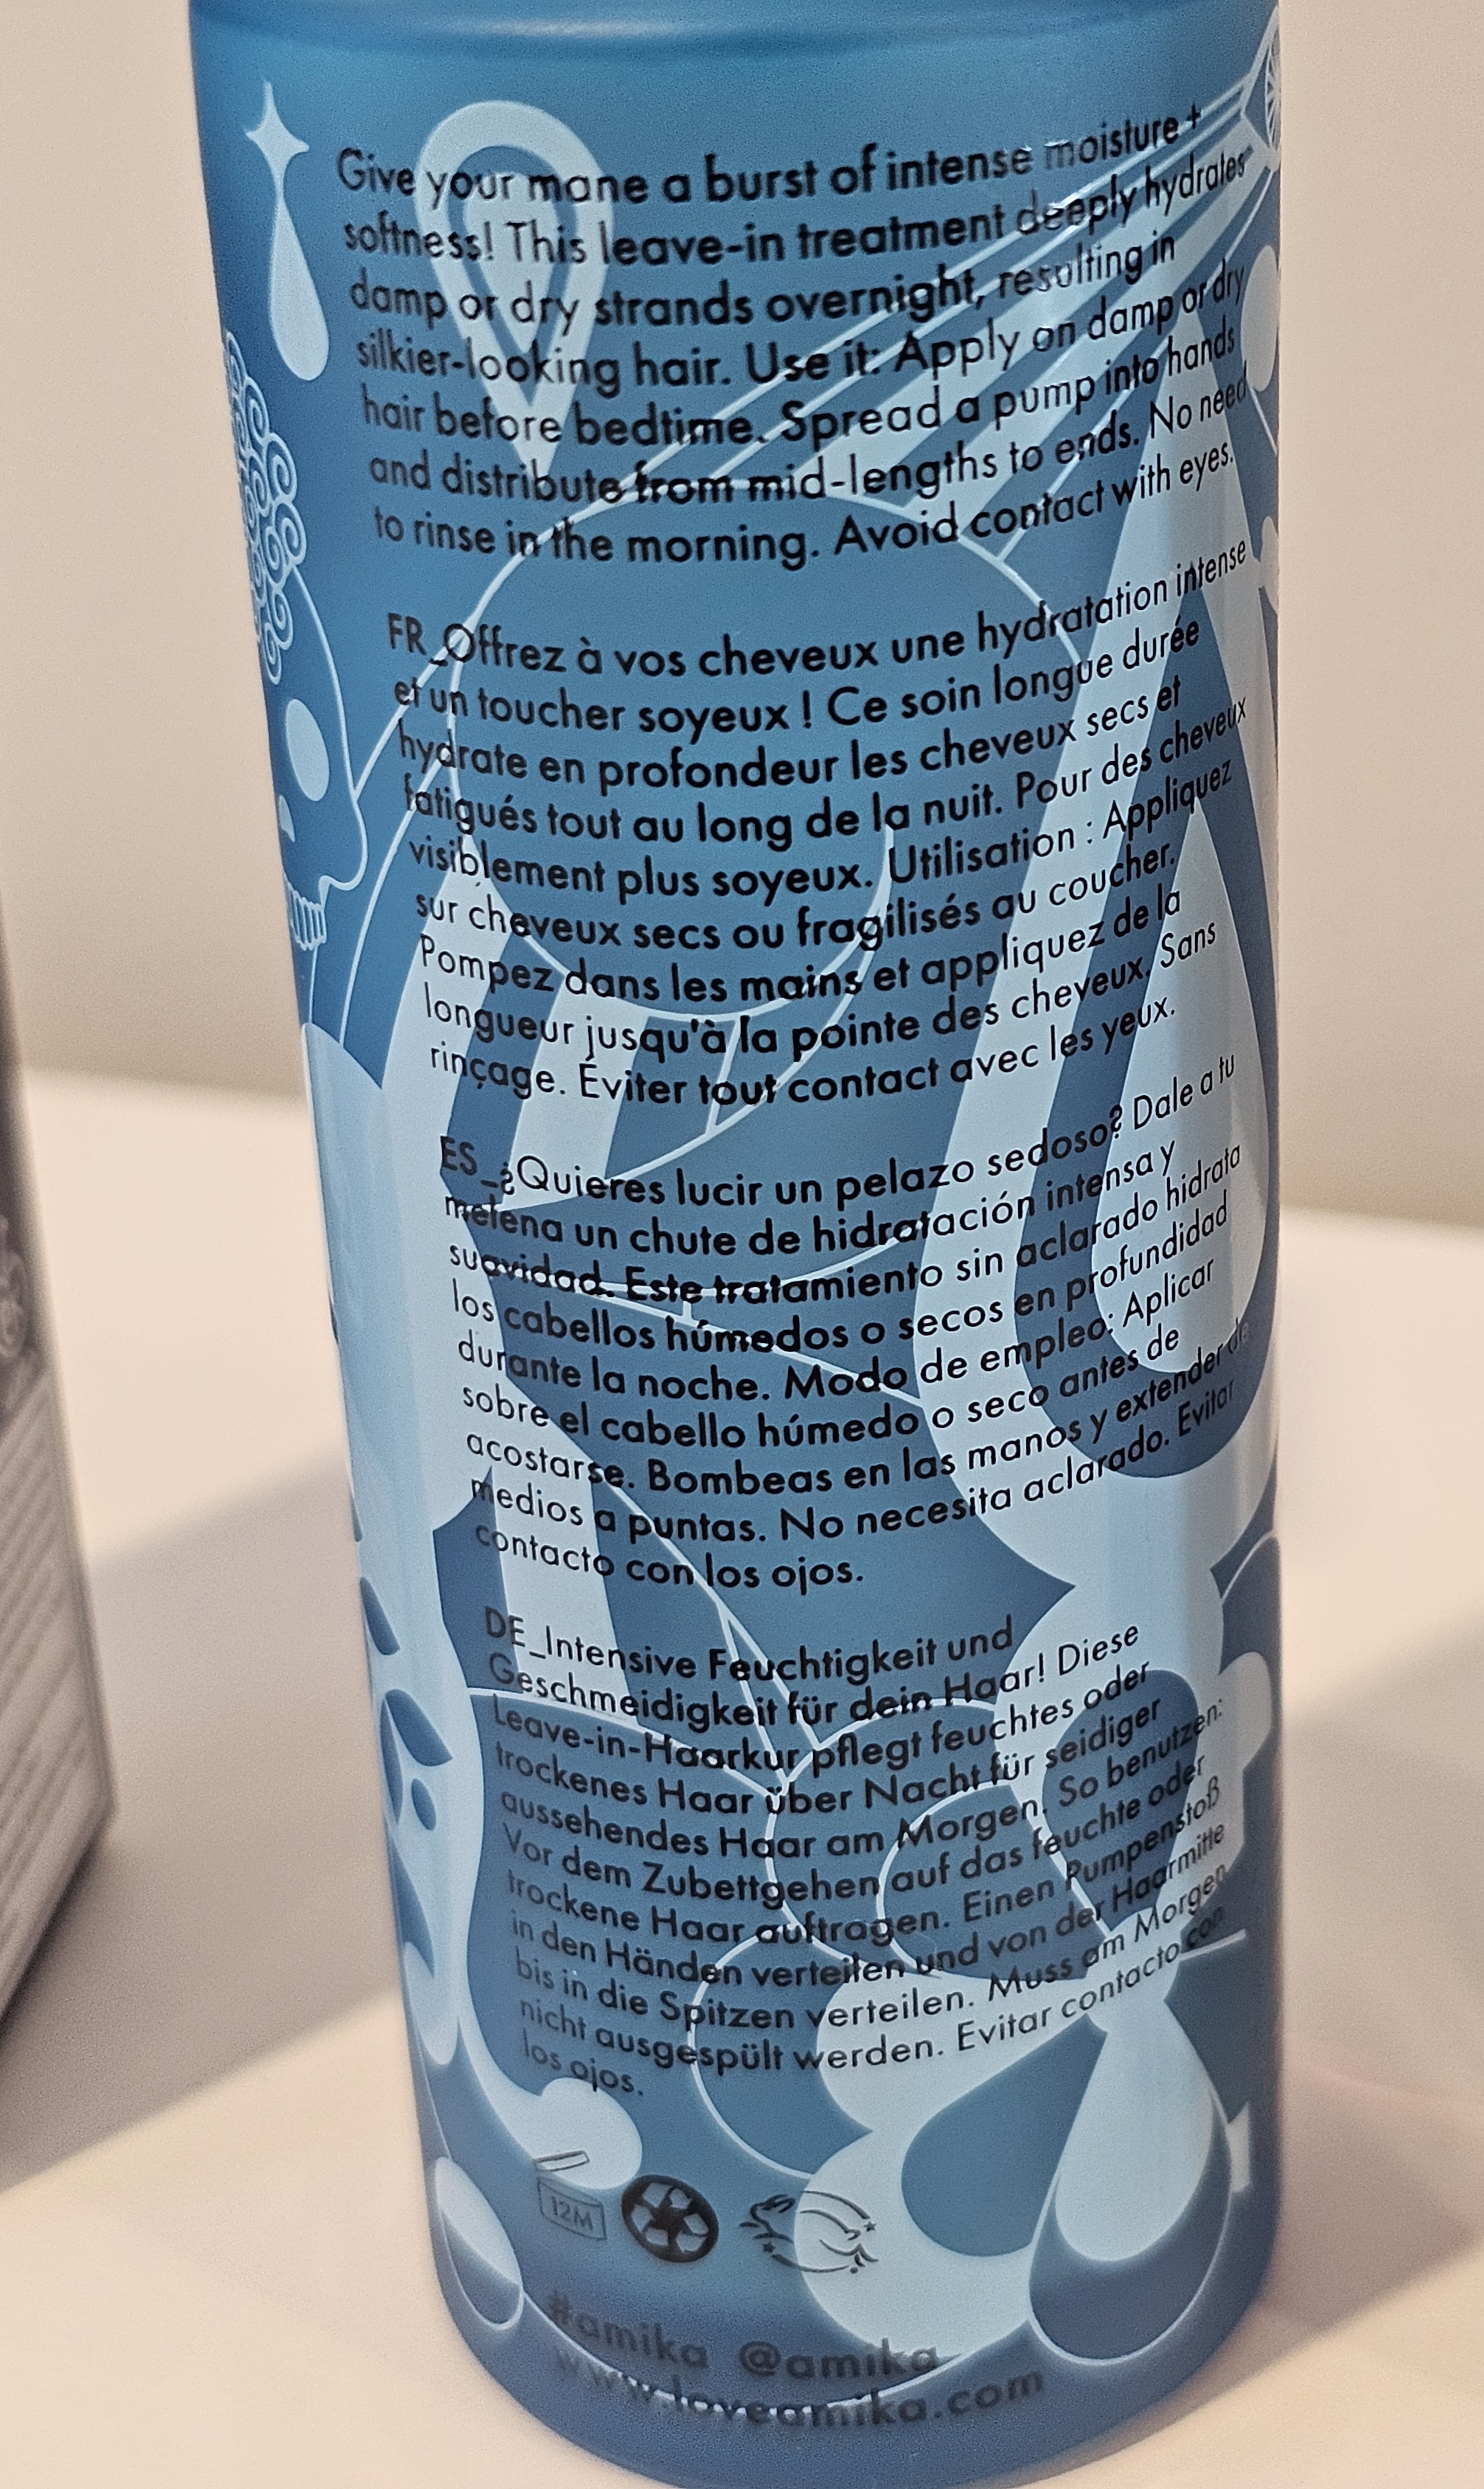 Give your mane a burst of intense moisture +
softness! This leave-in treatment deeply hydrates
damp or dry strands overnight, resulting in
silkier-looking hair. Use it: Apply on damp or dry
hair before bedtime. Spread a pump into hands
and distribute from mid-lengths to ends. No need
to rinse in the morning. Avoid contact with eyes.
FR_Offrez à vos cheveux une hydratation intense
et un toucher soyeux ! Ce soin longue durée
hydrate en profondeur les cheveux secs et
fatigués tout au long de la nuit. Pour des cheveux
visiblement plus soyeux. Utilisation : Appliquez
sur cheveux secs ou fragilisés au coucher.
Pompez dans les mains et appliquez de la
longueur jusqu'à la pointe des cheveux. Sans
rinçage. Éviter tout contact avec les yeux.
ES_¿Quieres lucir un pelazo sedoso? Dale a tu
melena un chute de hidratación intensa y
suavidad. Este tratamiento sin aclarado hidrata
los cabellos húmedos o secos en profundidad
durante la noche. Modo de empleo: Aplicar
sobre el cabello húmedo o seco antes de
acostarse. Bombeas en las manos y extender de
medios a puntas. No necesita aclarado. Evitar
contacto con los ojos.
DE_Intensive Feuchtigkeit und
Geschmeidigkeit für dein Haar! Diese
Leave-in-Haarkur pflegt feuchtes oder
trockenes Haar über Nacht für seidiger
aussehendes Haar am Morgen. So benutzen:
Vor dem Zubettgehen auf das feuchte oder
trockene Haar auftragen. Einen Pumpenstoß
in den Händen verteilen und von der Haarmitte
bis in die Spitzen verteilen. Muss am Morgen
nicht ausgespült werden. Evitar contacto con
los ojos.
12M
#amika @amika
www.loveamika.com